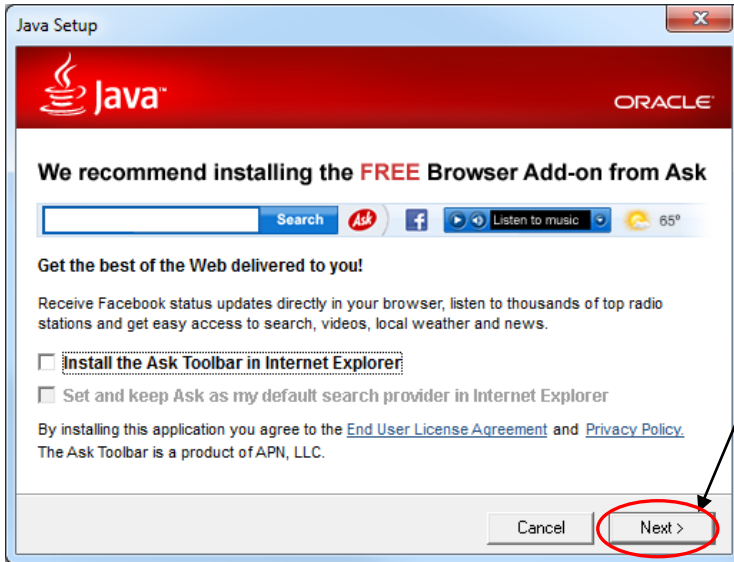 Java Setup
Java™
ORACLE®
We recommend installing the FREE Browser Add-on from Ask
Search Ask f Listen to music 65°
Get the best of the Web delivered to you!
Receive Facebook status updates directly in your browser, listen to thousands of top radio
stations and get easy access to search, videos, local weather and news.
Install the Ask Toolbar in Internet Explorer
Set and keep Ask as my default search provider in Internet Explorer
By installing this application you agree to the End User License Agreement and Privacy Policy.
The Ask Toolbar is a product of APN, LLC.
Cancel Next >